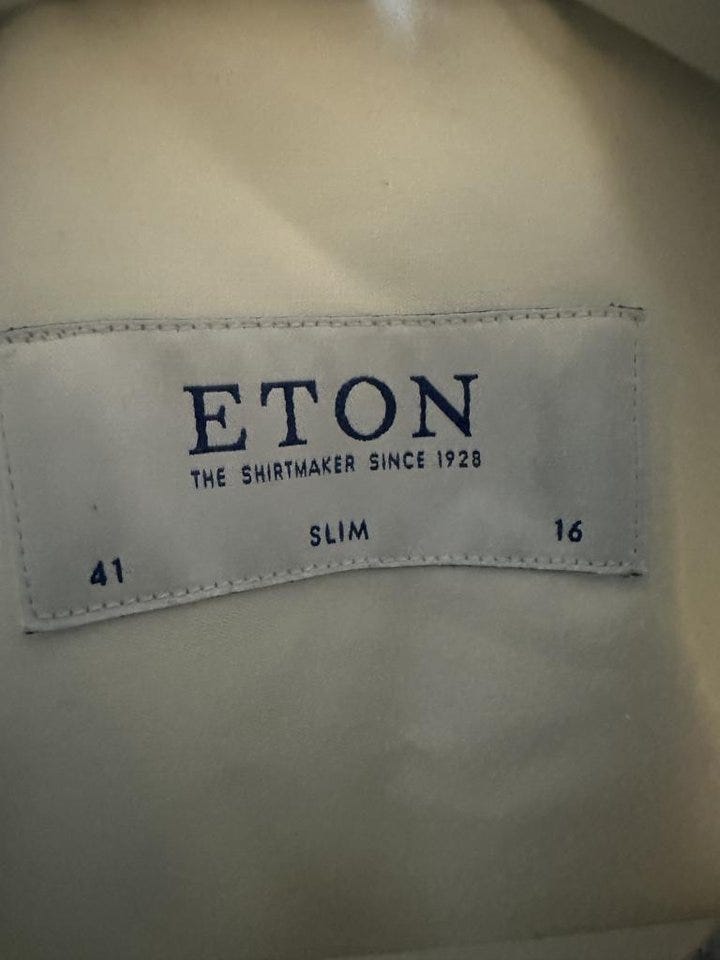 ETON
THE SHIRTMAKER SINCE 1928
41 SLIM 16